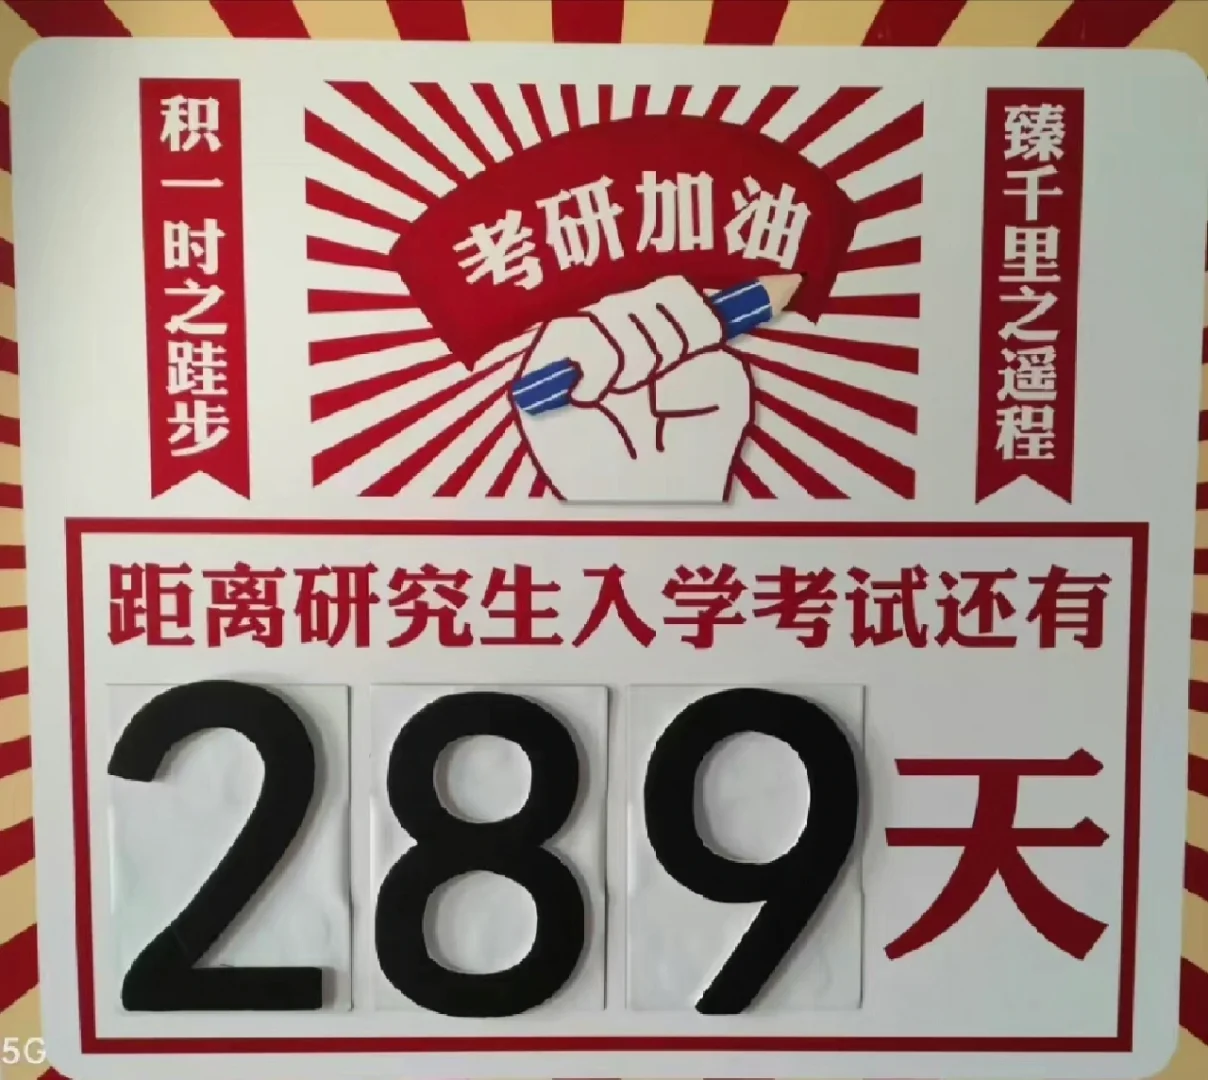 积一时之跬步
考研加油
臻千里之遥程
距离研究生入学考试还有
289天
5G